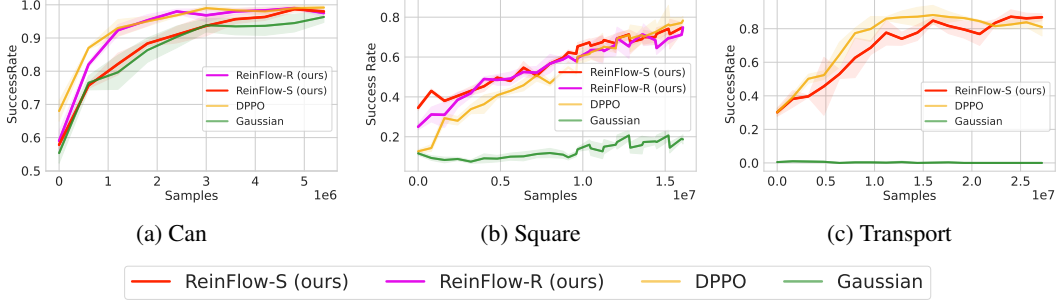 1.0
0.9
0.8
0.7
0.6
0.5
SuccessRate
0 1 2 3 4 5
1e6
Samples
ReinFlow-R (ours)
ReinFlow-S (ours)
DPPO
Gaussian
0.8
0.6
0.4
0.2
Success Rate
0.0 0.5 1.0 1.5
1e7
Samples
ReinFlow-S (ours)
ReinFlow-R (ours)
DPPO
Gaussian
0.8
0.6
0.4
0.2
0.0
SuccessRate
0.0 0.5 1.0 1.5 2.0 2.5
1e7
Samples
ReinFlow-S (ours)
DPPO
Gaussian
(a) Can
(b) Square
(c) Transport
ReinFlow-S (ours) ReinFlow-R (ours) DPPO Gaussian